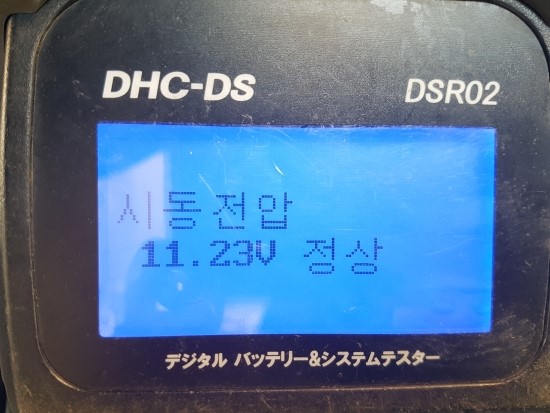 DHC-DS DSR02
시동전압
11.23V 정상
デジタル バッテリー&システムテスター